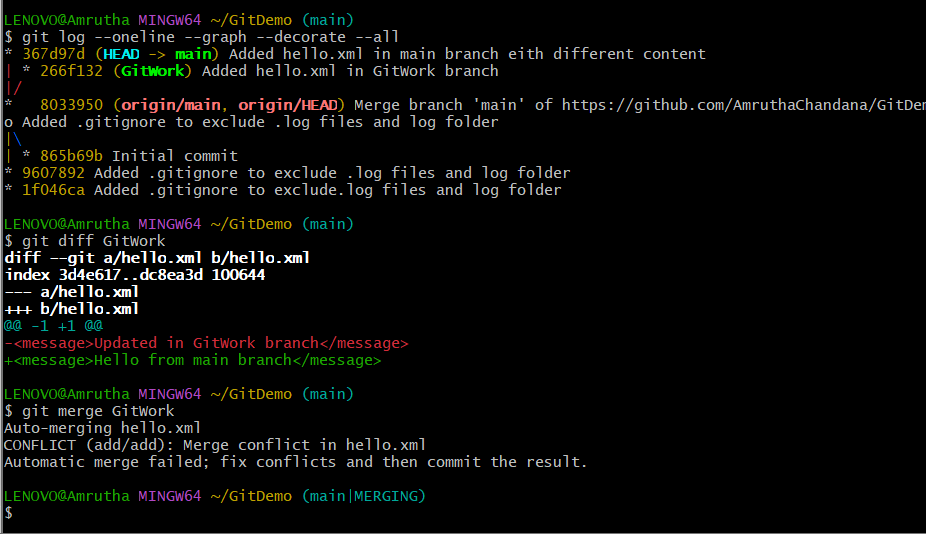 LENOVO@Amrutha MINGW64 ~/GitDemo (main)
$ git log --oneline --graph --decorate --all
* 367d97d (HEAD -> main) Added hello.xml in main branch eith different content
| * 266f132 (GitWork) Added hello.xml in GitWork branch
|/
*   8033950 (origin/main, origin/HEAD) Merge branch 'main' of https://github.com/AmruthaChandana/GitDem
o Added .gitignore to exclude .log files and log folder
|\
| * 865b69b Initial commit
* 9607892 Added .gitignore to exclude .log files and log folder
* 1f046ca Added .gitignore to exclude.log files and log folder
LENOVO@Amrutha MINGW64 ~/GitDemo (main)
$ git diff GitWork
diff --git a/hello.xml b/hello.xml
index 3d4e617..dc8ea3d 100644
--- a/hello.xml
+++ b/hello.xml
@@ -1 +1 @@
-<message>Updated in GitWork branch</message>
+<message>Hello from main branch</message>
LENOVO@Amrutha MINGW64 ~/GitDemo (main)
$ git merge GitWork
Auto-merging hello.xml
CONFLICT (add/add): Merge conflict in hello.xml
Automatic merge failed; fix conflicts and then commit the result.
LENOVO@Amrutha MINGW64 ~/GitDemo (main|MERGING)
$